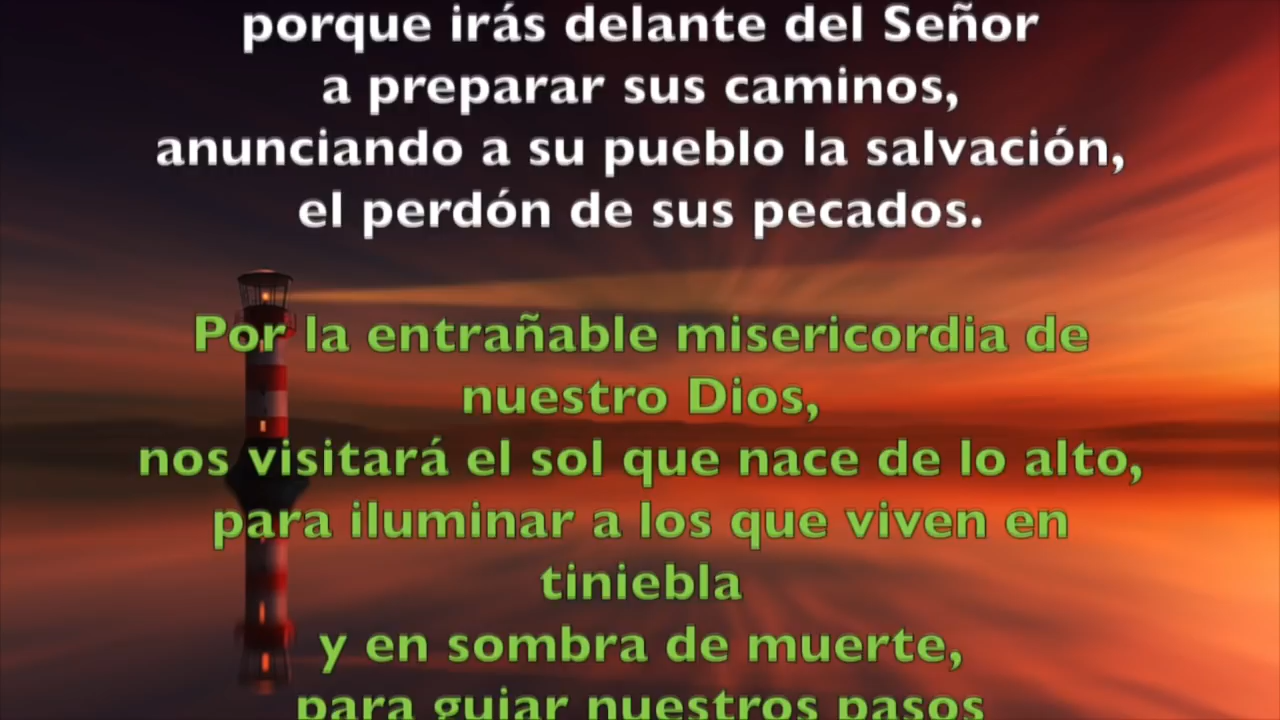 porque irás delante del Señor
a preparar sus caminos,
anunciando a su pueblo la salvación,
el perdón de sus pecados.
Por la entrañable misericordia de
nuestro Dios,
nos visitará el sol que nace de lo alto,
para iluminar a los que viven en
tiniebla
y en sombra de muerte,
para guiar nuestros pasos